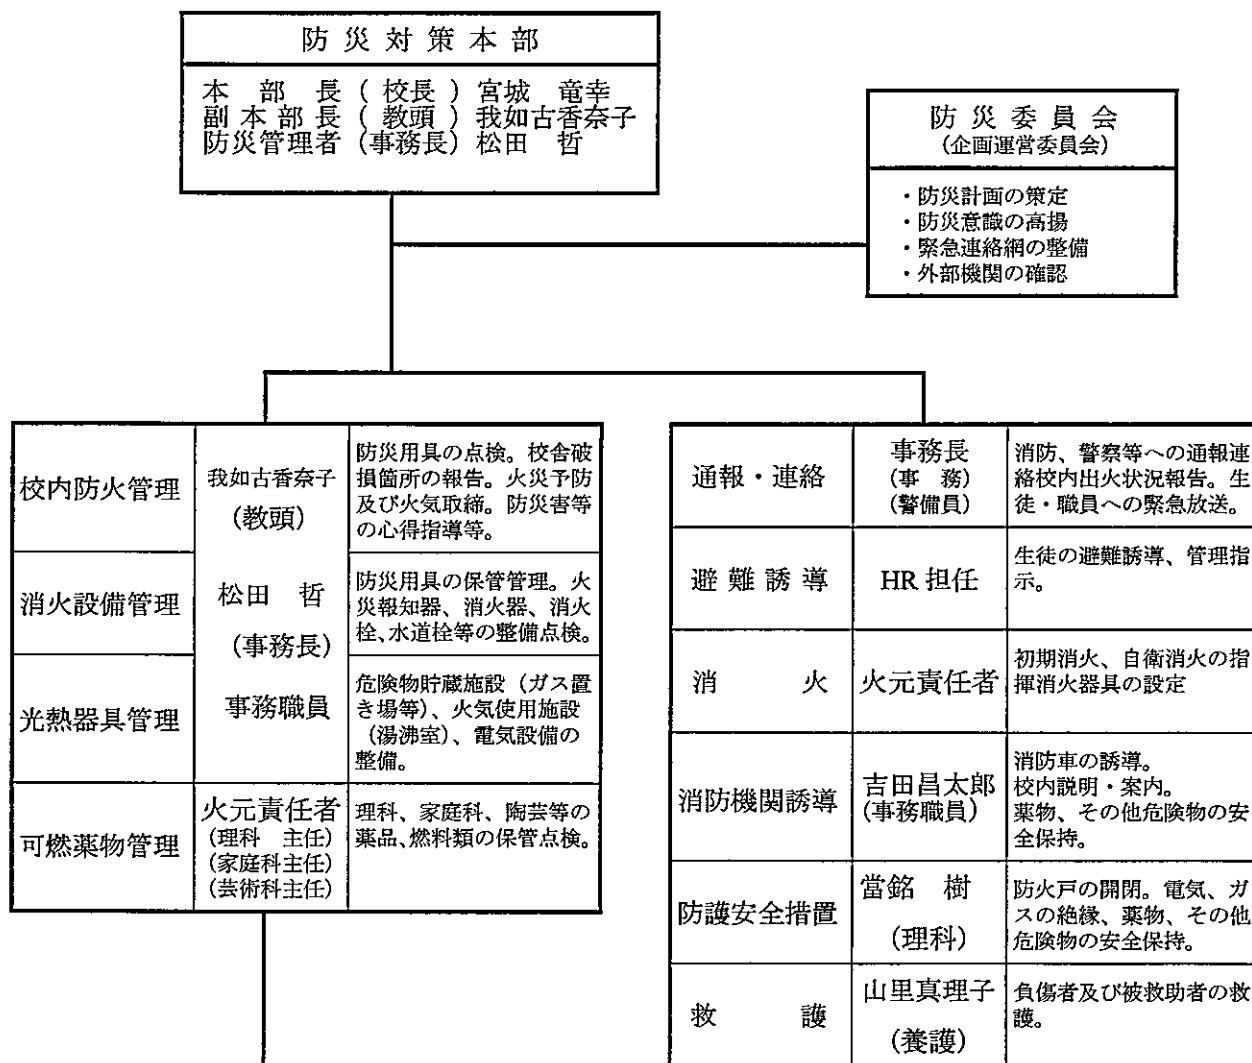 防災対策本部
本部長（校長）宮城　竜幸
副本部長（教頭）我如古香奈子
防災管理者（事務長）松田　哲
防災委員会
(企画運営委員会)
・防災計画の策定
・防災意識の高揚
・緊急連絡網の整備
・外部機関の確認
校内防火管理
我如古香奈子
(教頭)
防災用具の点検。校舎破
損箇所の報告。火災予防
及び火気取締。防災害等
の心得指導等。
消火設備管理
松田　哲
(事務長)
防災用具の保管管理。火
災報知器、消火器、消火
栓、水道栓等の整備点検。
光熱器具管理
事務職員
危険物貯蔵施設（ガス置
き場等）、火気使用施設
（湯沸室）、電気設備の
整備。
可燃薬物管理
火元責任者
(理科　主任)
(家庭科主任)
(芸術科主任)
理科、家庭科、陶芸等の
薬品、燃料類の保管点検。
通報・連絡
事務長
(事　務)
(警備員)
消防、警察等への通報連
絡校内出火状況報告。生
徒・職員への緊急放送。
避難誘導
HR担任
生徒の避難誘導、管理指
示。
消　火
火元責任者
初期消火、自衛消火の指
揮消火器具の設定
消防機関誘導
吉田昌太郎
(事務職員)
消防車の誘導。
校内説明・案内。
薬物、その他危険物の安
全保持。
防護安全措置
當銘　樹
(理科)
防火戸の開閉。電気、ガ
スの絶縁、薬物、その他
危険物の安全保持。
救　護
山里真理子
(養護)
負傷者及び被救助者の救
護。